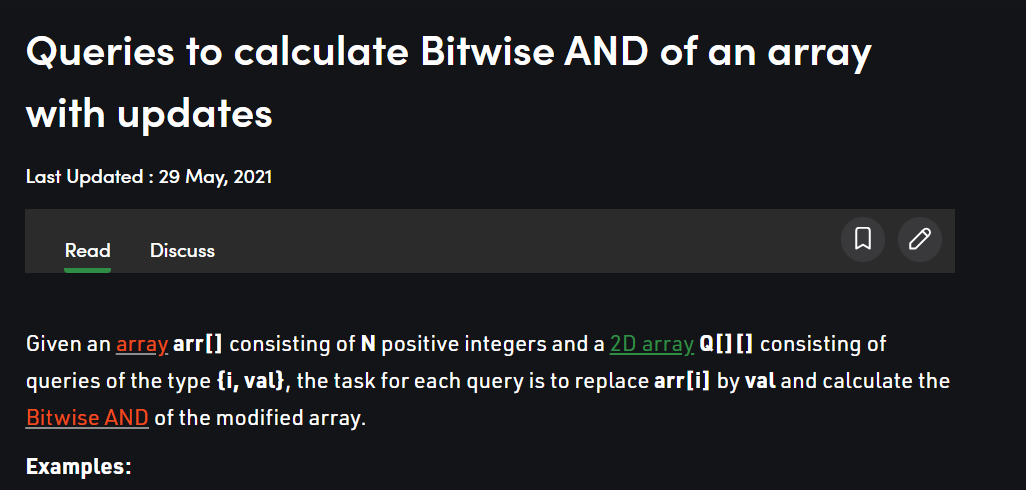 Queries to calculate Bitwise AND of an array
with updates
Last Updated : 29 May, 2021
Read Discuss
Given an array arr[] consisting of N positive integers and a 2D array Q[][] consisting of
queries of the type {i, val}, the task for each query is to replace arr[i] by val and calculate the
Bitwise AND of the modified array.
Examples: